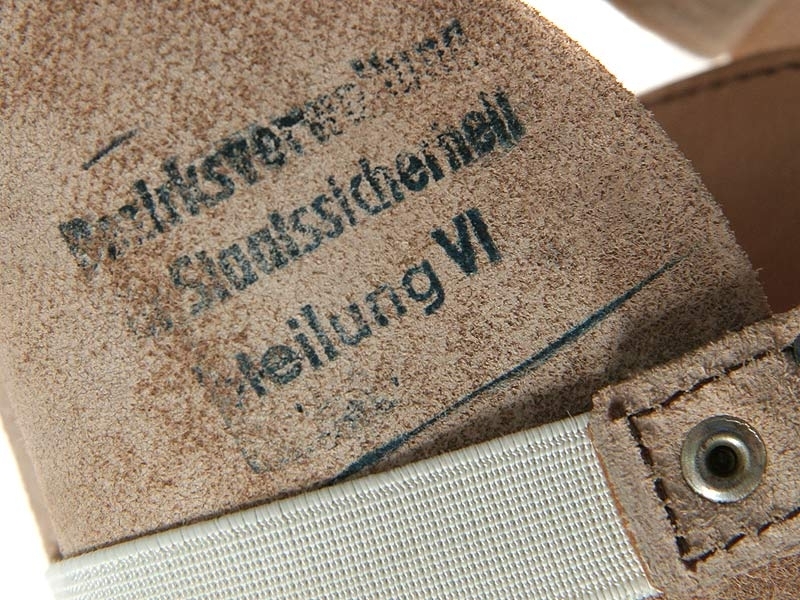 Bezirksverwaltung
Staatssicherheit
Abteilung VI